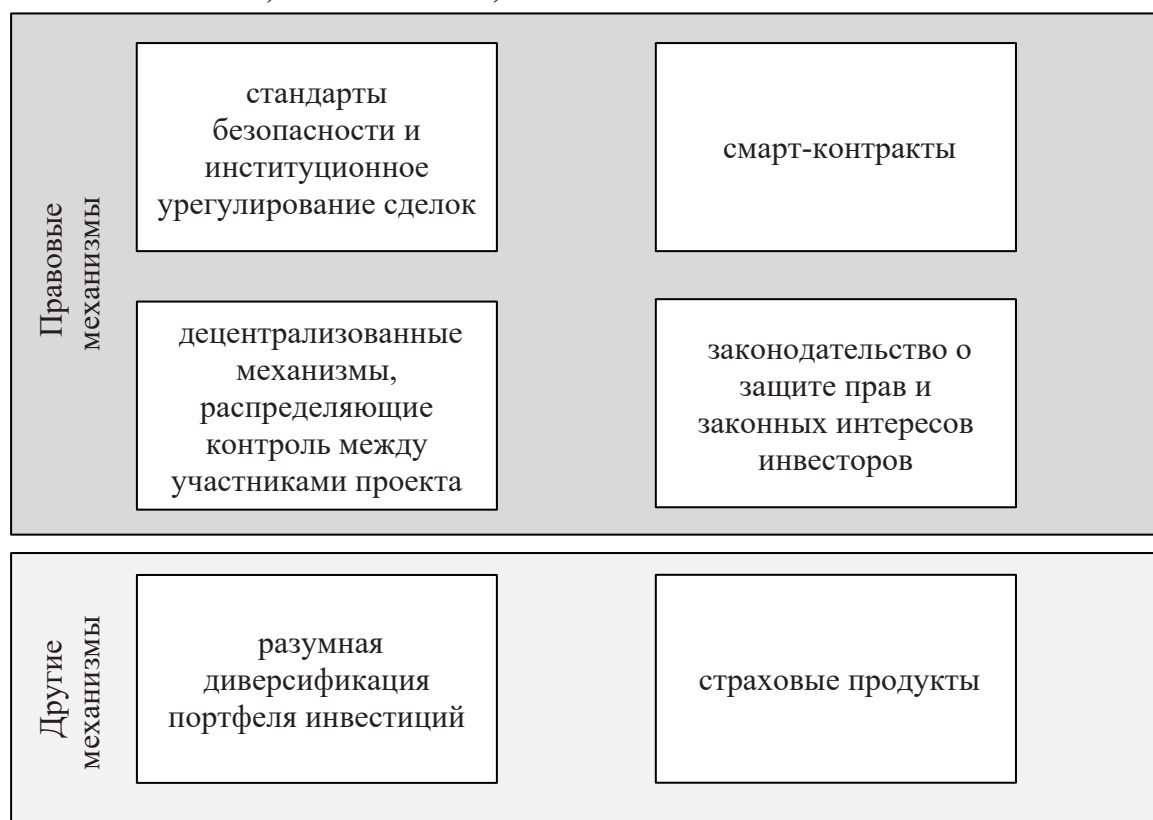 Правовые
механизмы
стандарты
безопасности и
институционное
урегулирование сделок
смарт-контракты
децентрализованные
механизмы,
распределяющие
контроль между
участниками проекта
законодательство о
защите прав и
законных интересов
инвесторов
Другие
механизмы
разумная
диверсификация
портфеля инвестиций
страховые продукты